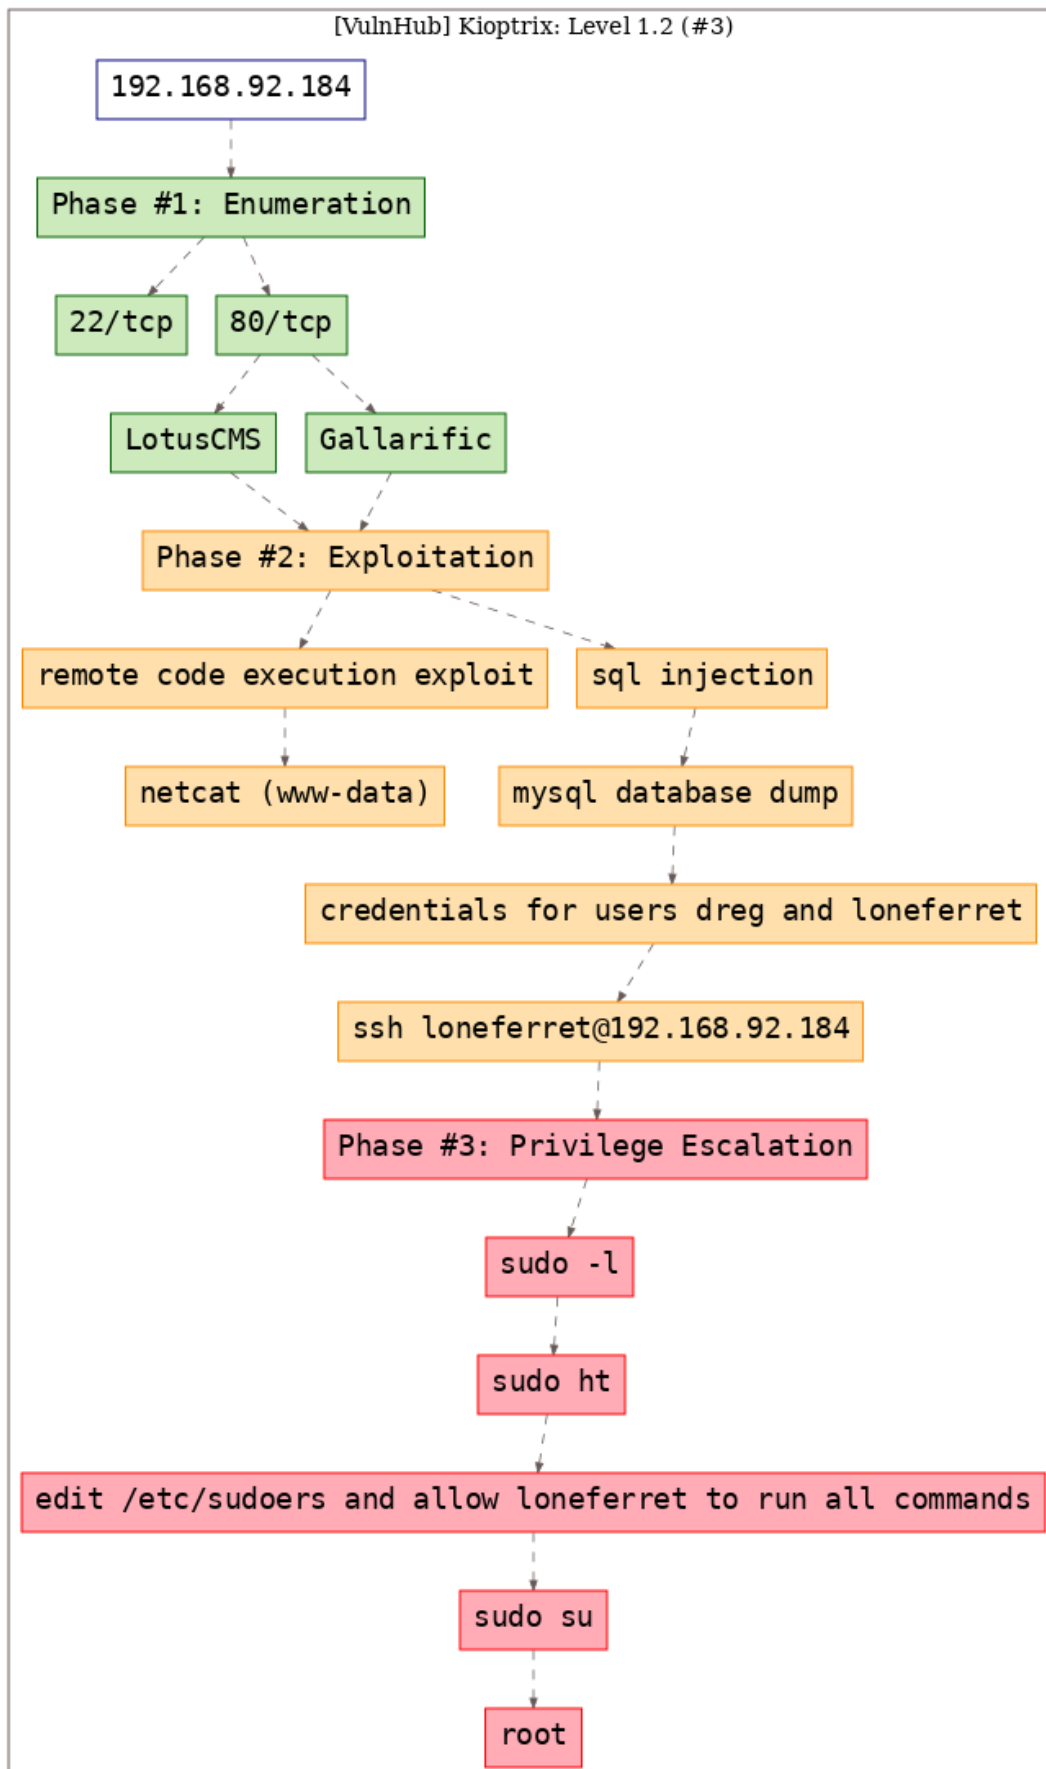 [VulnHub] Kioptrix: Level 1.2 (#3)
192.168.92.184
Phase #1: Enumeration
22/tcp
80/tcp
LotusCMS
Gallarific
Phase #2: Exploitation
remote code execution exploit
sql injection
netcat (www-data)
mysql database dump
credentials for users dreg and loneferret
ssh loneferret@192.168.92.184
Phase #3: Privilege Escalation
sudo -l
sudo ht
edit /etc/sudoers and allow loneferret to run all commands
sudo su
root